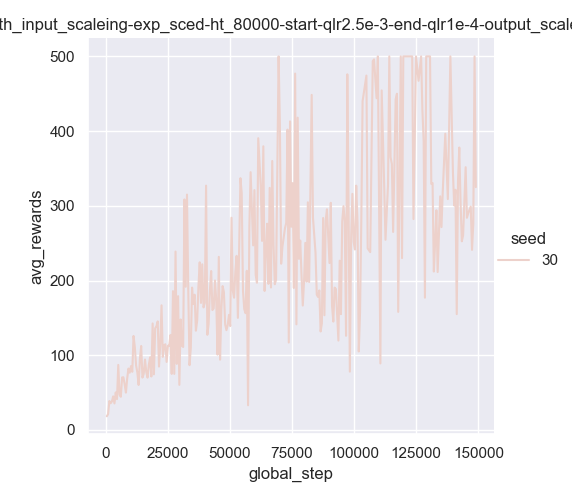 th_input_scaleing-exp_sced-ht_80000-start-qlr2.5e-3-end-qlr1e-4-output_scale
500
400
300
200
100
0
avg_rewards
0 25000 50000 75000 100000 125000 150000
global_step
seed
30